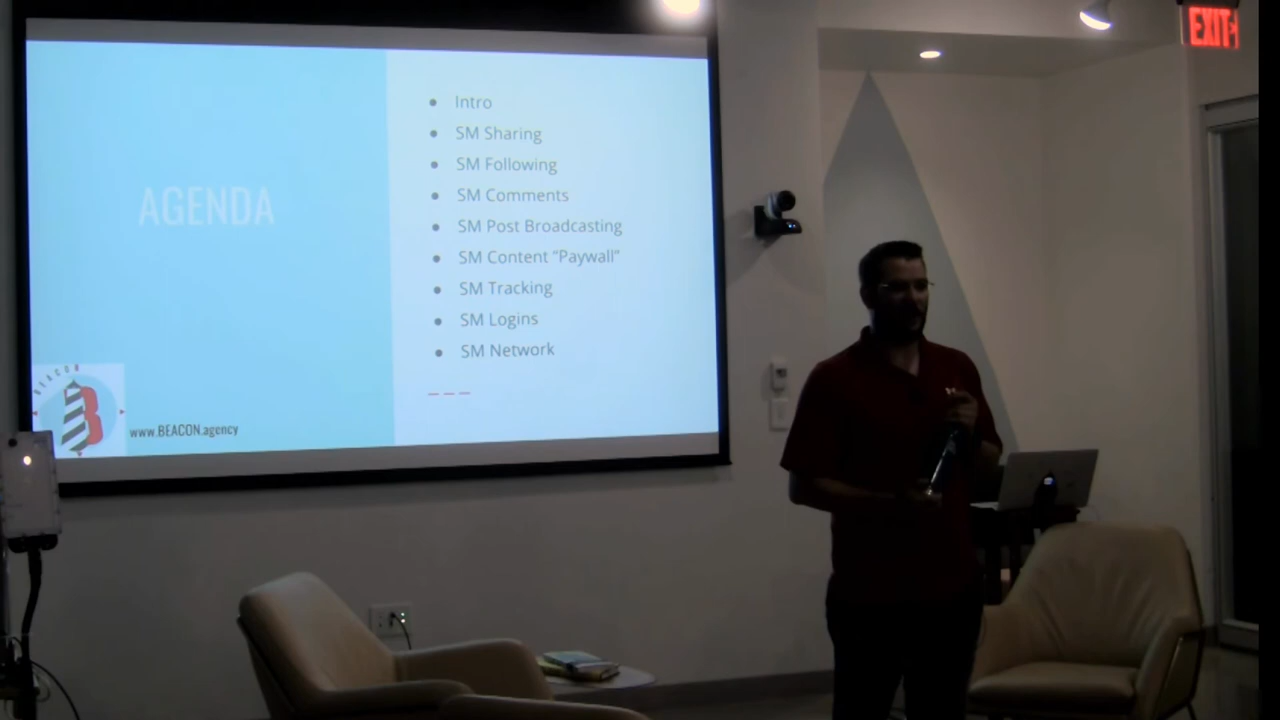 AGENDA
Intro
SM Sharing
SM Following
SM Comments
SM Post Broadcasting
SM Content “Paywall”
SM Tracking
SM Logins
SM Network
BEACON
B
www.BEACON.agency
EXIT